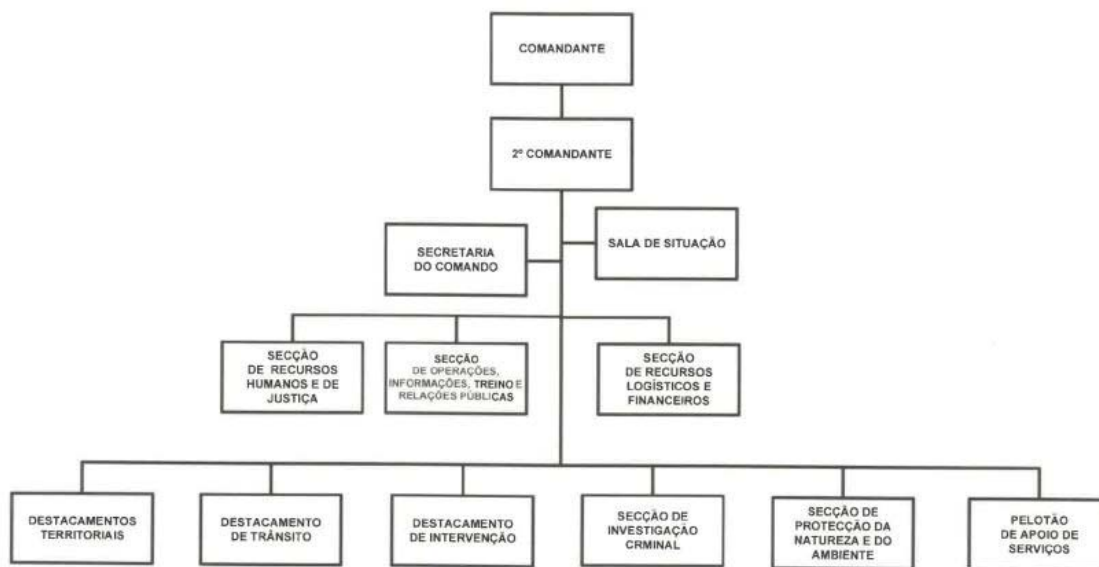 COMANDANTE
2º COMANDANTE
SALA DE SITUAÇÃO
SECRETARIA
DO COMANDO
SECÇÃO
DE RECURSOS
HUMANOS E DE
JUSTIÇA
SECÇÃO
DE OPERAÇÕES,
INFORMAÇÕES, TREINO E
RELAÇÕES PÚBLICAS
SECÇÃO
DE RECURSOS
LOGÍSTICOS E
FINANCEIROS
DESTACAMENTOS
TERRITORIAIS
DESTACAMENTO
DE TRÂNSITO
DESTACAMENTO
DE INTERVENÇÃO
SECÇÃO DE
INVESTIGAÇÃO
CRMINAL
SECÇÃO DE
PROTECÇÃO DA
NATUREZA E DO
AMBIENTE
PELOTÃO
DE APOIO DE
SERVIÇOS